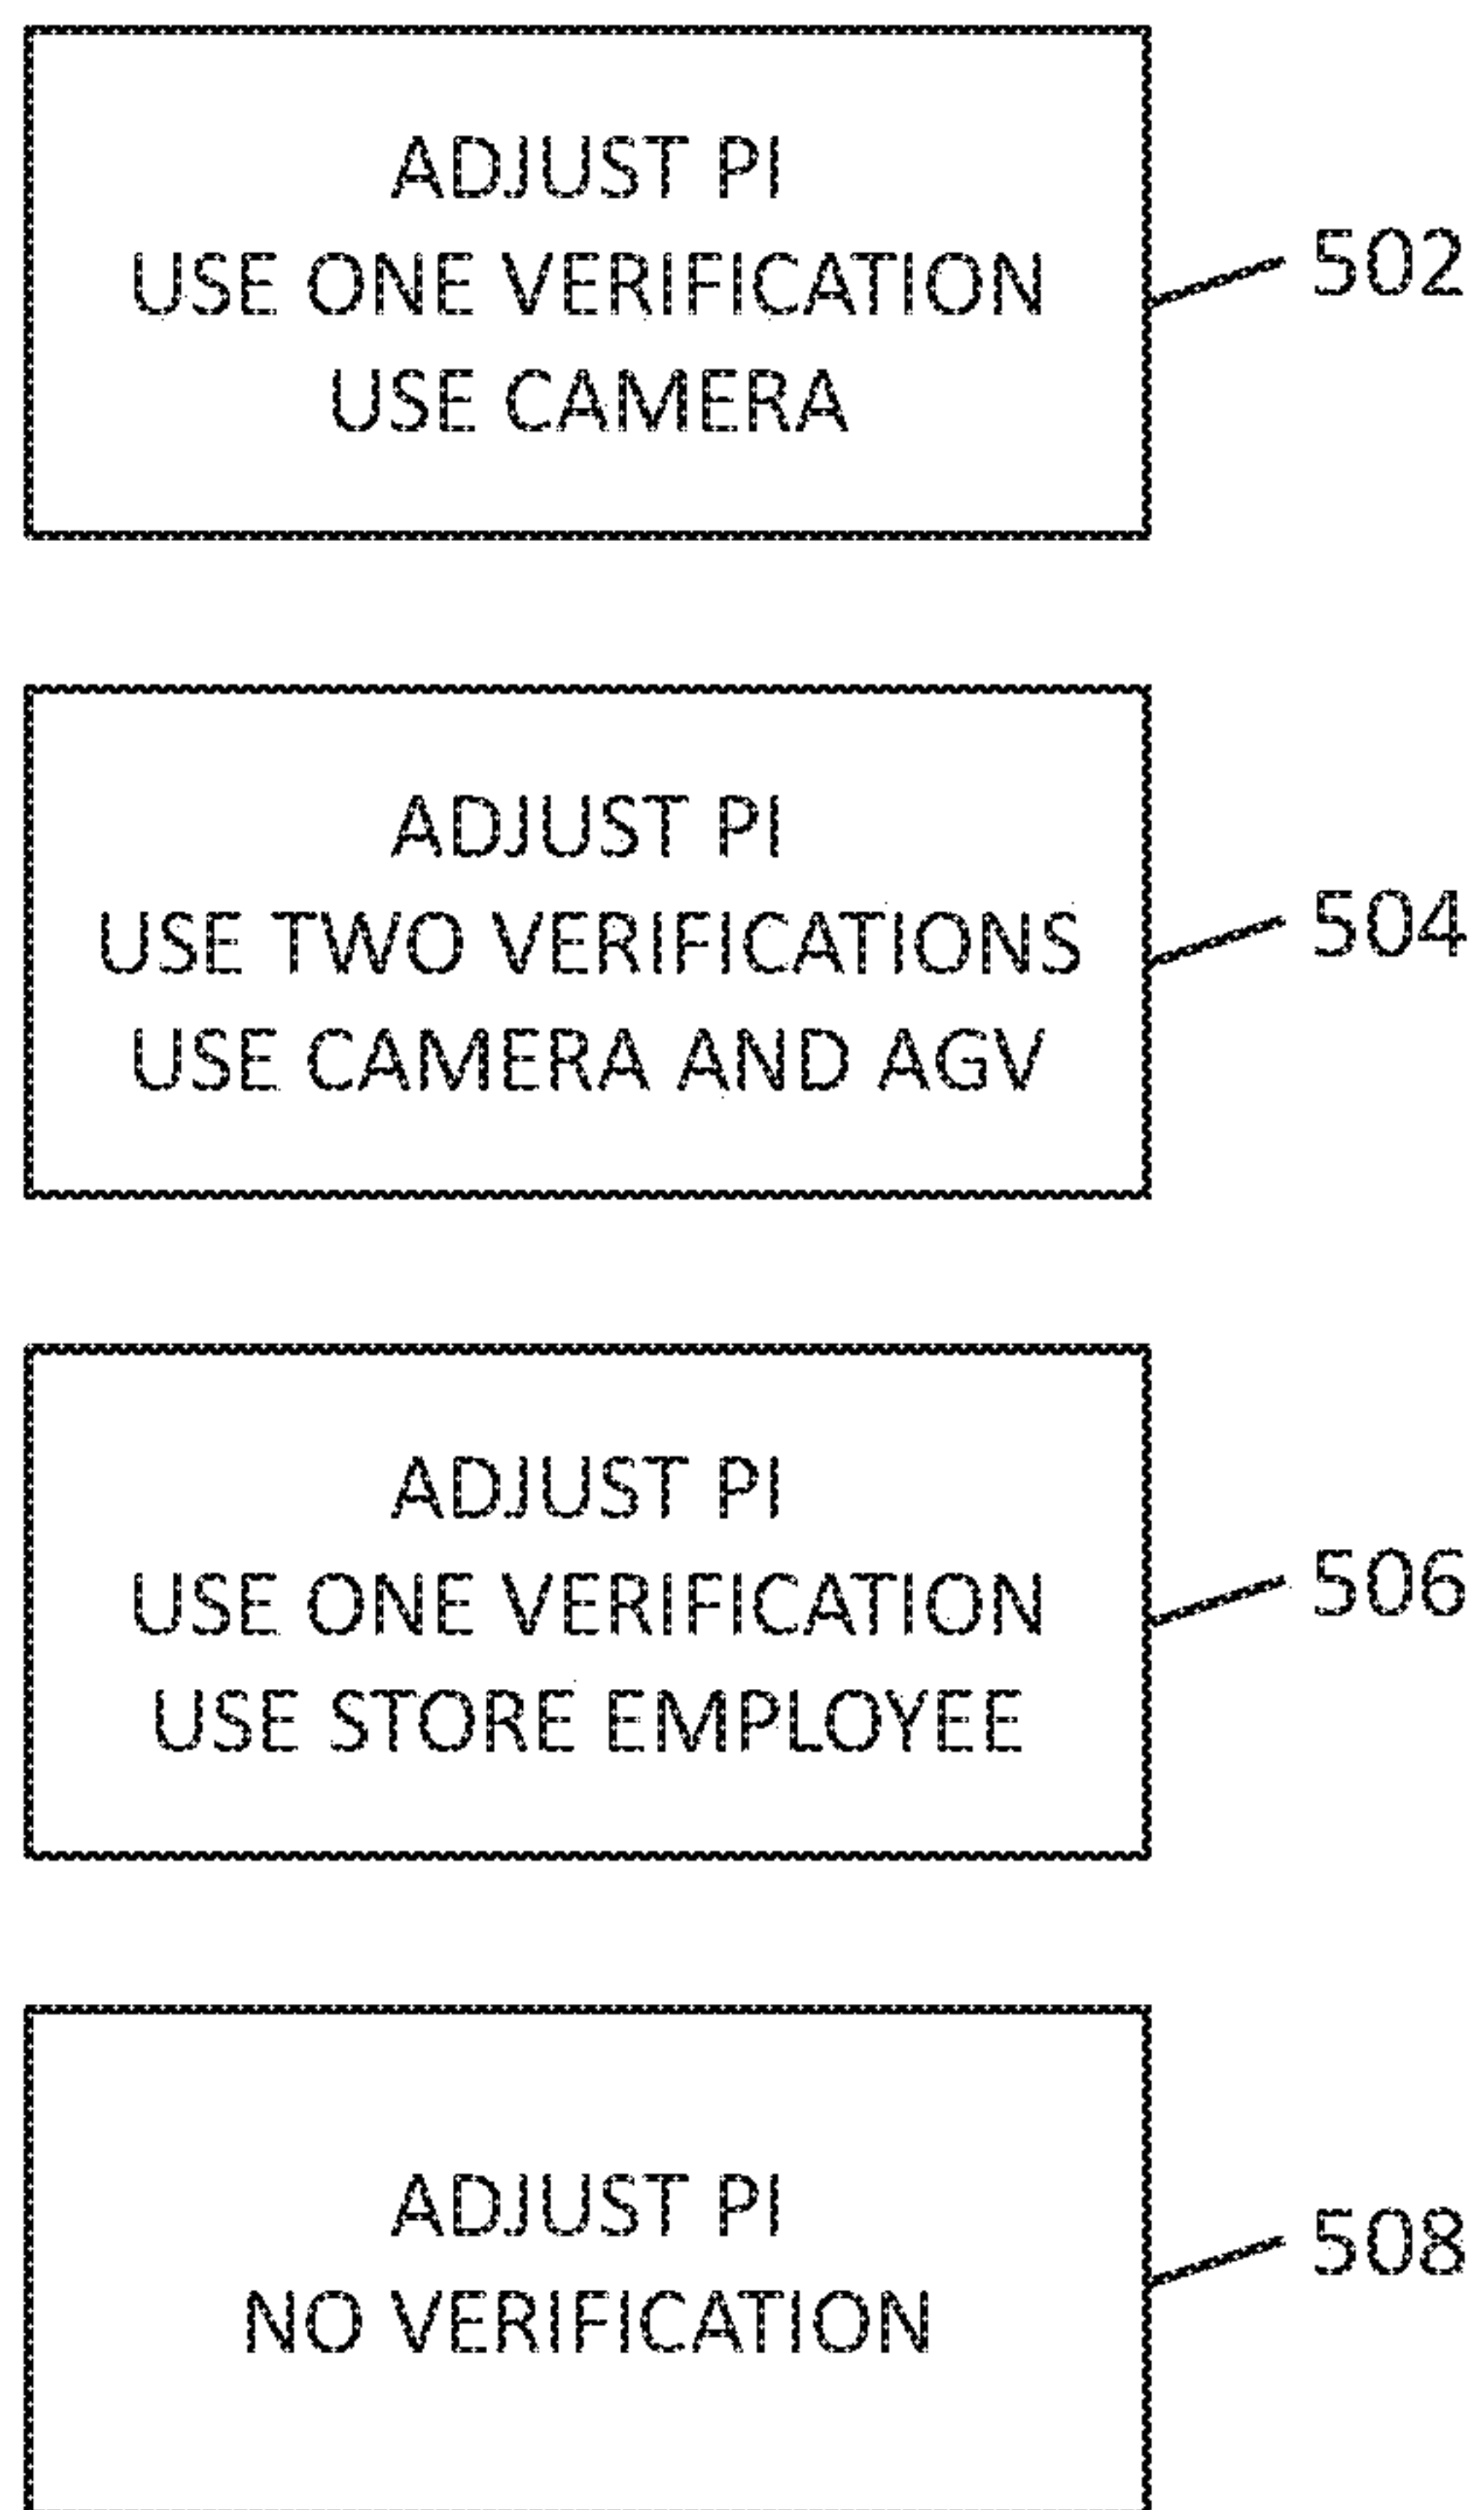 ADJUST PI
USE ONE VERIFICATION
USE CAMERA
502
ADJUST PI
USE TWO VERIFICATIONS
USE CAMERA AND AGV
504
ADJUST PI
USE ONE VERIFICATION
USE STORE EMPLOYEE
506
ADJUST PI
NO VERIFICATION
508